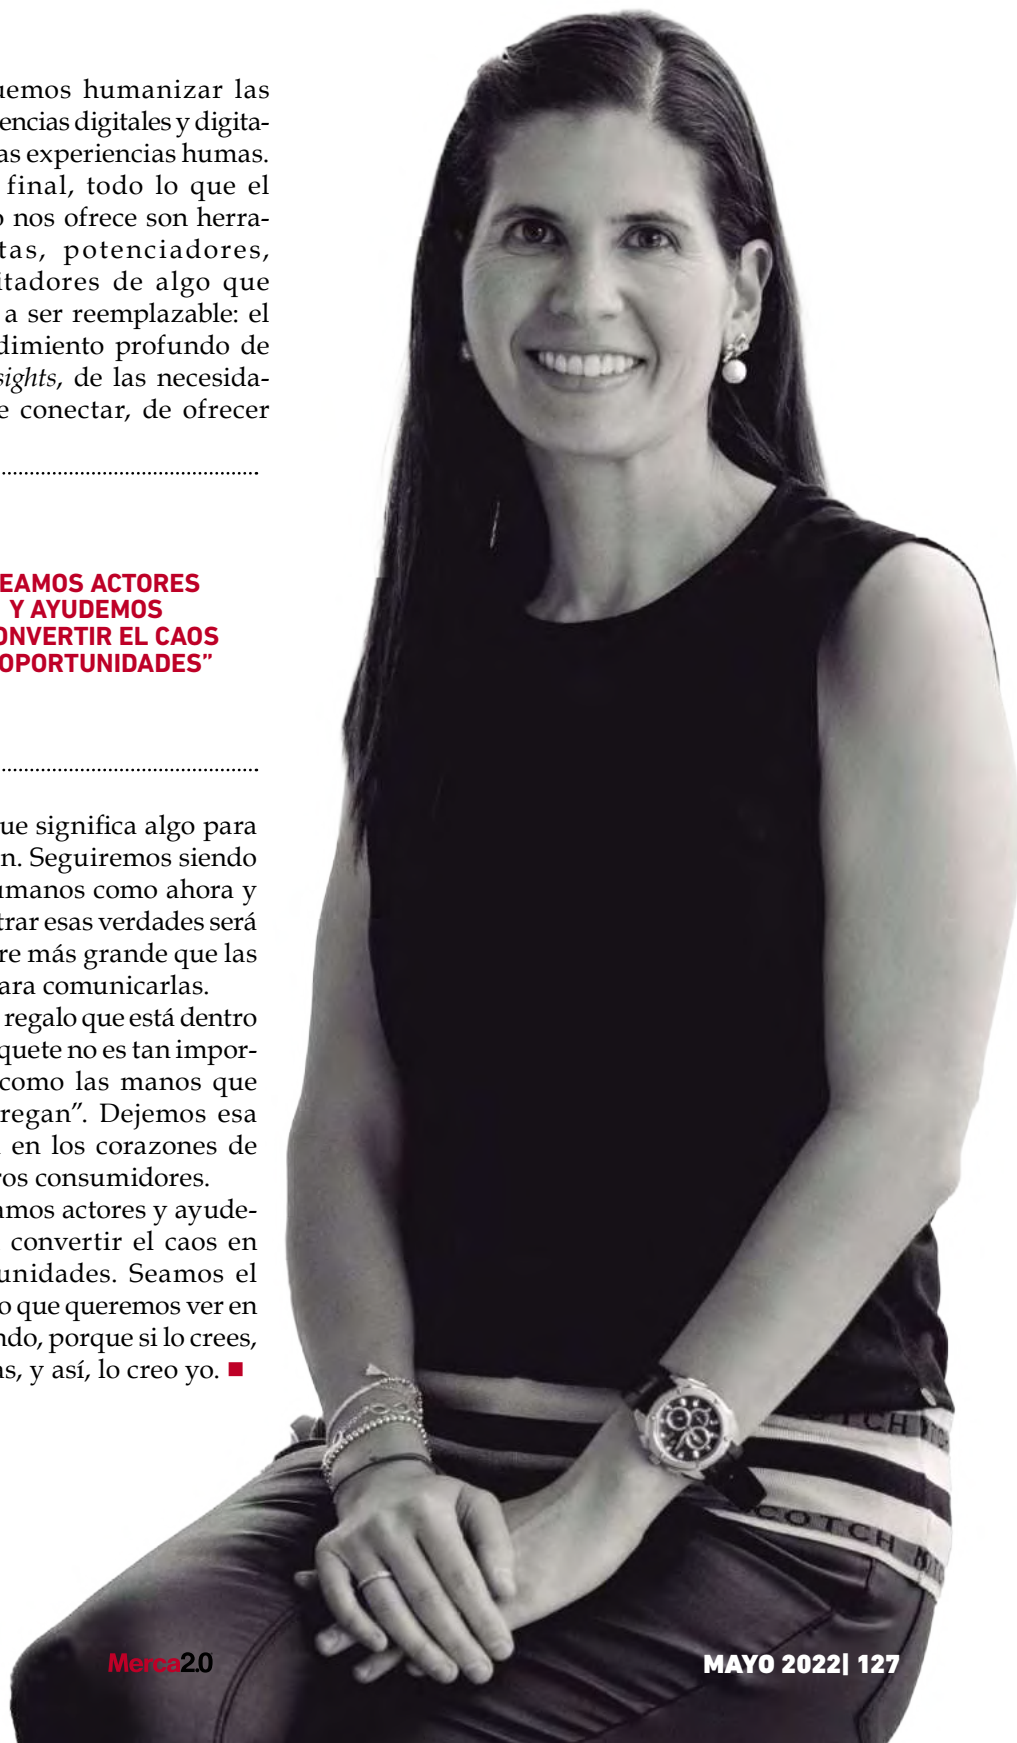 uemos humanizar las
encias digitales y digita-
as experiencias humas.
final, todo lo que el
o nos ofrece son herra-
tas, potenciadores,
itadores de algo que
a ser reemplazable: el
dimiento profundo de
sights, de las necesida-
e conectar, de ofrecer
EAMOS ACTORES
Y AYUDEMOS
ONVERTIR EL CAOS
OPORTUNIDADES”
ue significa algo para
n. Seguiremos siendo
umanos como ahora y
trar esas verdades será
re más grande que las
ara comunicarlas.
regalo que está dentro
quete no es tan impor-
como las manos que
regan”. Dejemos esa
en los corazones de
ros consumidores.
amos actores y ayude-
convertir el caos en
unidades. Seamos el
o que queremos ver en
ndo, porque si lo crees,
as, y así, lo creo yo.
OTCH
COTCH
Merca2.0
MAYO 2022| 127